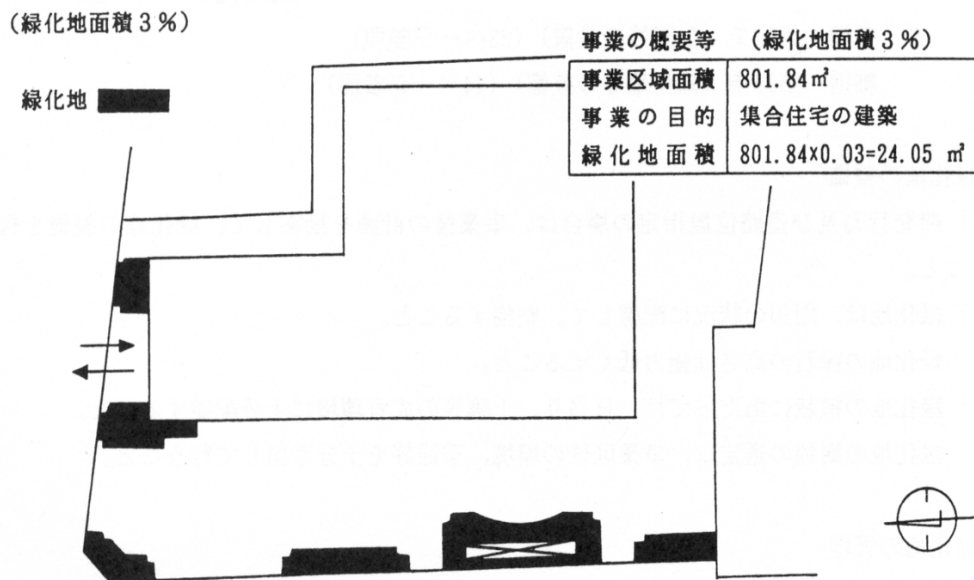 (緑化地面積3%)
緑化地
事業の概要等 (緑化地面積3%)
事業区域面積 801.84㎡
事業の目的 集合住宅の建築
緑化地面積 801.84×0.03=24.05 ㎡